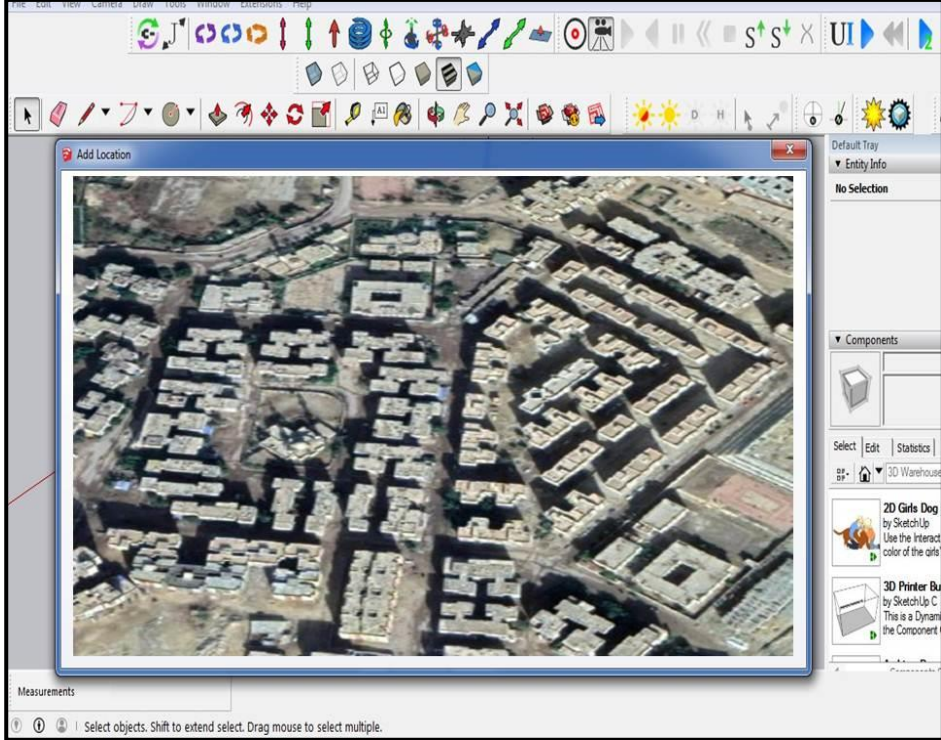 File Edit View Camera Draw Tools Window Extensions Help
S S UI
2
A1
D H
Add Location
Default Tray
Entity Info
No Selection
Components
Select Edit Statistics
3D Warehouse
2D Girls Dog
by SketchUp
Use the Interact
color of the girls'
3D Printer Bu
by SketchUp C
This is a Dynami
the Component
Measurements
Select objects. Shift to extend select. Drag mouse to select multiple.